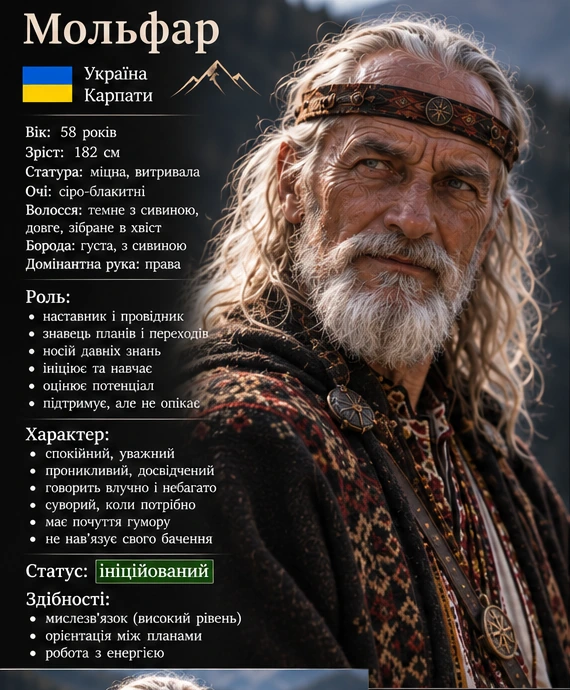 Мольфар
Україна
Карпати
Вік: 58 років
Зріст: 182 см
Статура: міцна, витривала
Очі: сіро-блакитні
Волосся: темне з сивиною,
довге, зібране в хвіст
Борода: густа, з сивиною
Домінантна рука: права
Роль:
• наставник і провідник
• знавець планів і переходів
• носій давніх знань
• ініціює та навчає
• оцінює потенціал
• підтримує, але не опікає
Характер:
• спокійний, уважний
• проникливий, досвідчений
• говорить влучно і небагато
• суворий, коли потрібно
• має почуття гумору
• не нав'язує свого бачення
Статус: ініційований
Здібності:
• мислезв'язок (високий рівень)
• орієнтація між планами
• робота з енергією